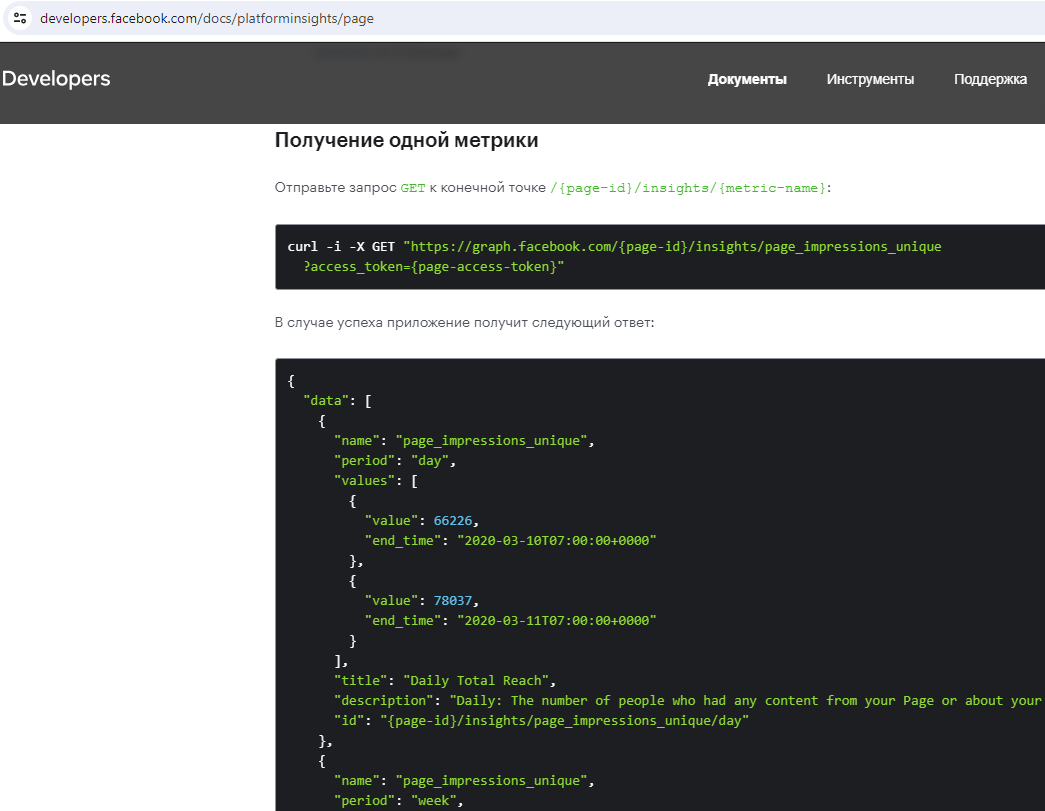 developers.facebook.com/docs/platforminsights/page
Developers
Документы
Инструменты
Поддержка
Получение одной метрики
Отправьте запрос GET к конечной точке /{page-id}/insights/{metric-name}:
curl -i -X GET "https://graph.facebook.com/{page-id}/insights/page_impressions_unique
?access_token={page-access-token}"
В случае успеха приложение получит следующий ответ:
{
"data": [
{
"name": "page_impressions_unique",
"period": "day",
"values": [
{
"value": 66226,
"end_time": "2020-03-10T07:00:00+0000"
},
{
"value": 78037,
"end_time": "2020-03-11T07:00:00+0000"
}
],
"title": "Daily Total Reach",
"description": "Daily: The number of people who had any content from your Page or about your
"id": "{page-id}/insights/page_impressions_unique/day"
},
{
"name": "page_impressions_unique",
"period": "week",